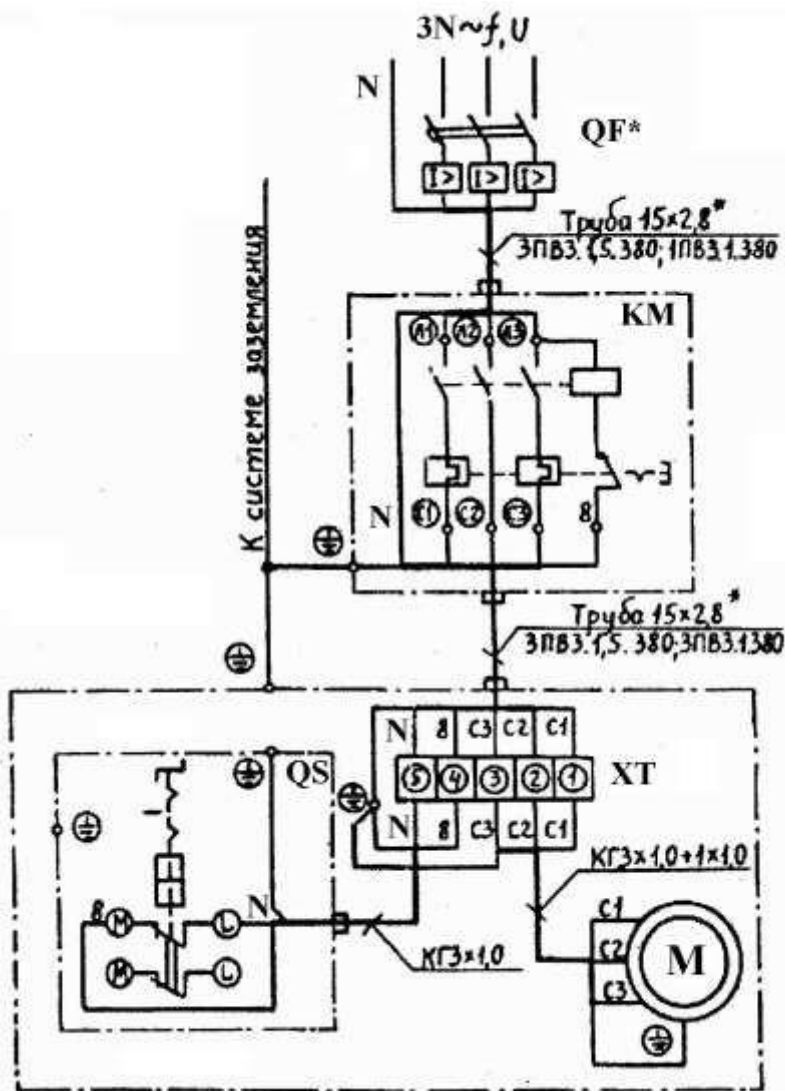 3N~f, U
N
QF*
I> I> I>
Труба 15×2,8*
3ПВ3.1,5.380; 1ПВ3.1.380
К системе заземления
KM
Л1 Л2 Л3
N
C1 C2 C3 8
Труба 15×2,8*
3ПВ3.1,5.380; 3ПВ3.1.380
QS
N 8 C3 C2 C1
5 4 3 2 1
XT
N 8 C3 C2 C1
КГ3×1,0+1×1,0
8 M L N
M L
КГ3×1,0
C1
C2
C3
M